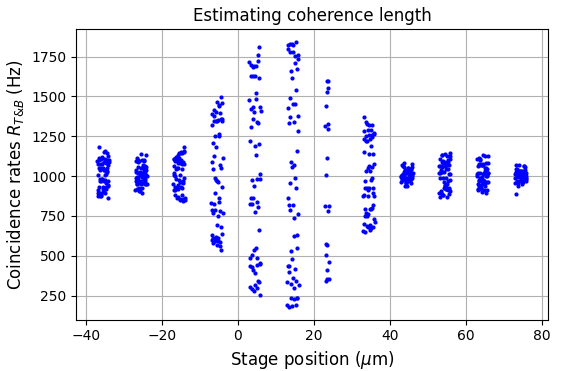 Estimating coherence length
Coincidence rates R_{T&B} (Hz)
1750
1500
1250
1000
750
500
250
−40 −20 0 20 40 60 80
Stage position (μm)